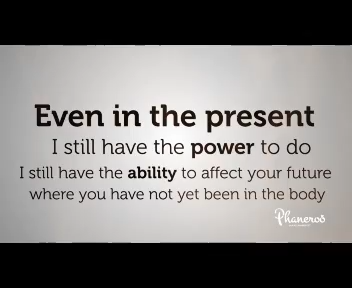 Even in the present
I still have the power to do
I still have the ability to affect your future
where you have not yet been in the body
Phaneroo